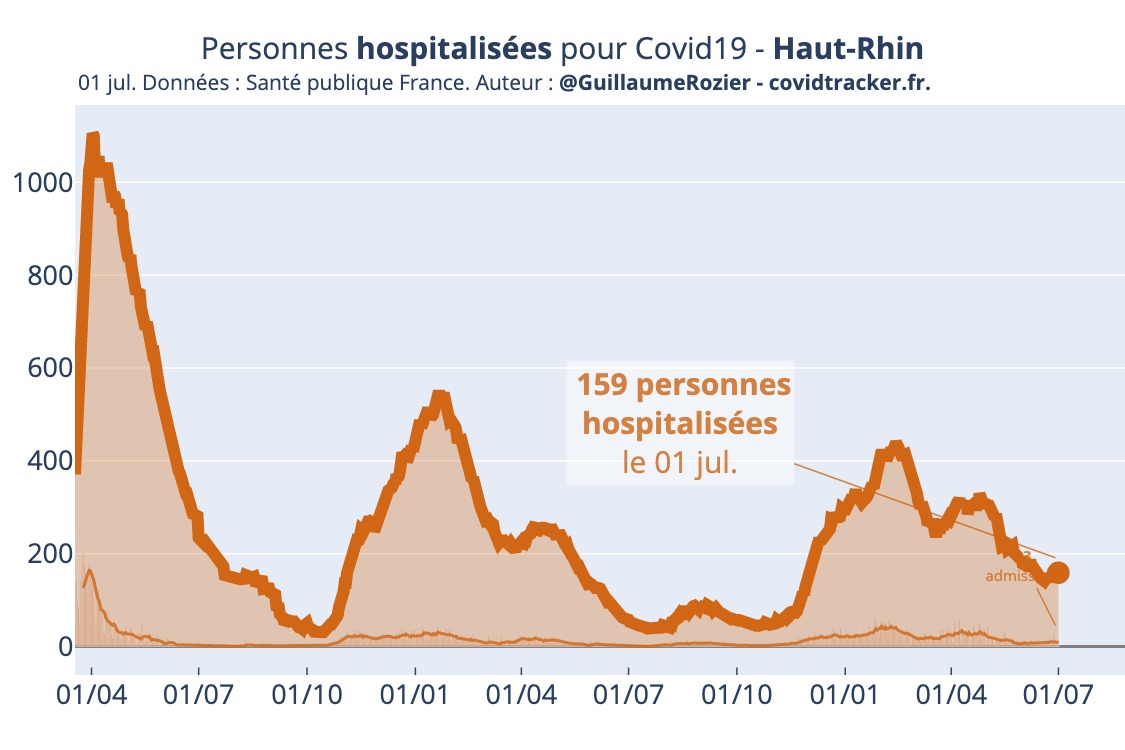 Personnes hospitalisées pour Covid19 - Haut-Rhin
01 jul. Données : Santé publique France. Auteur : @GuillaumeRozier - covidtracker.fr.
1000
800
600
400
200
0
159 personnes
hospitalisées
le 01 jul.
admiss
01/04 01/07 01/10 01/01 01/04 01/07 01/10 01/01 01/04 01/07